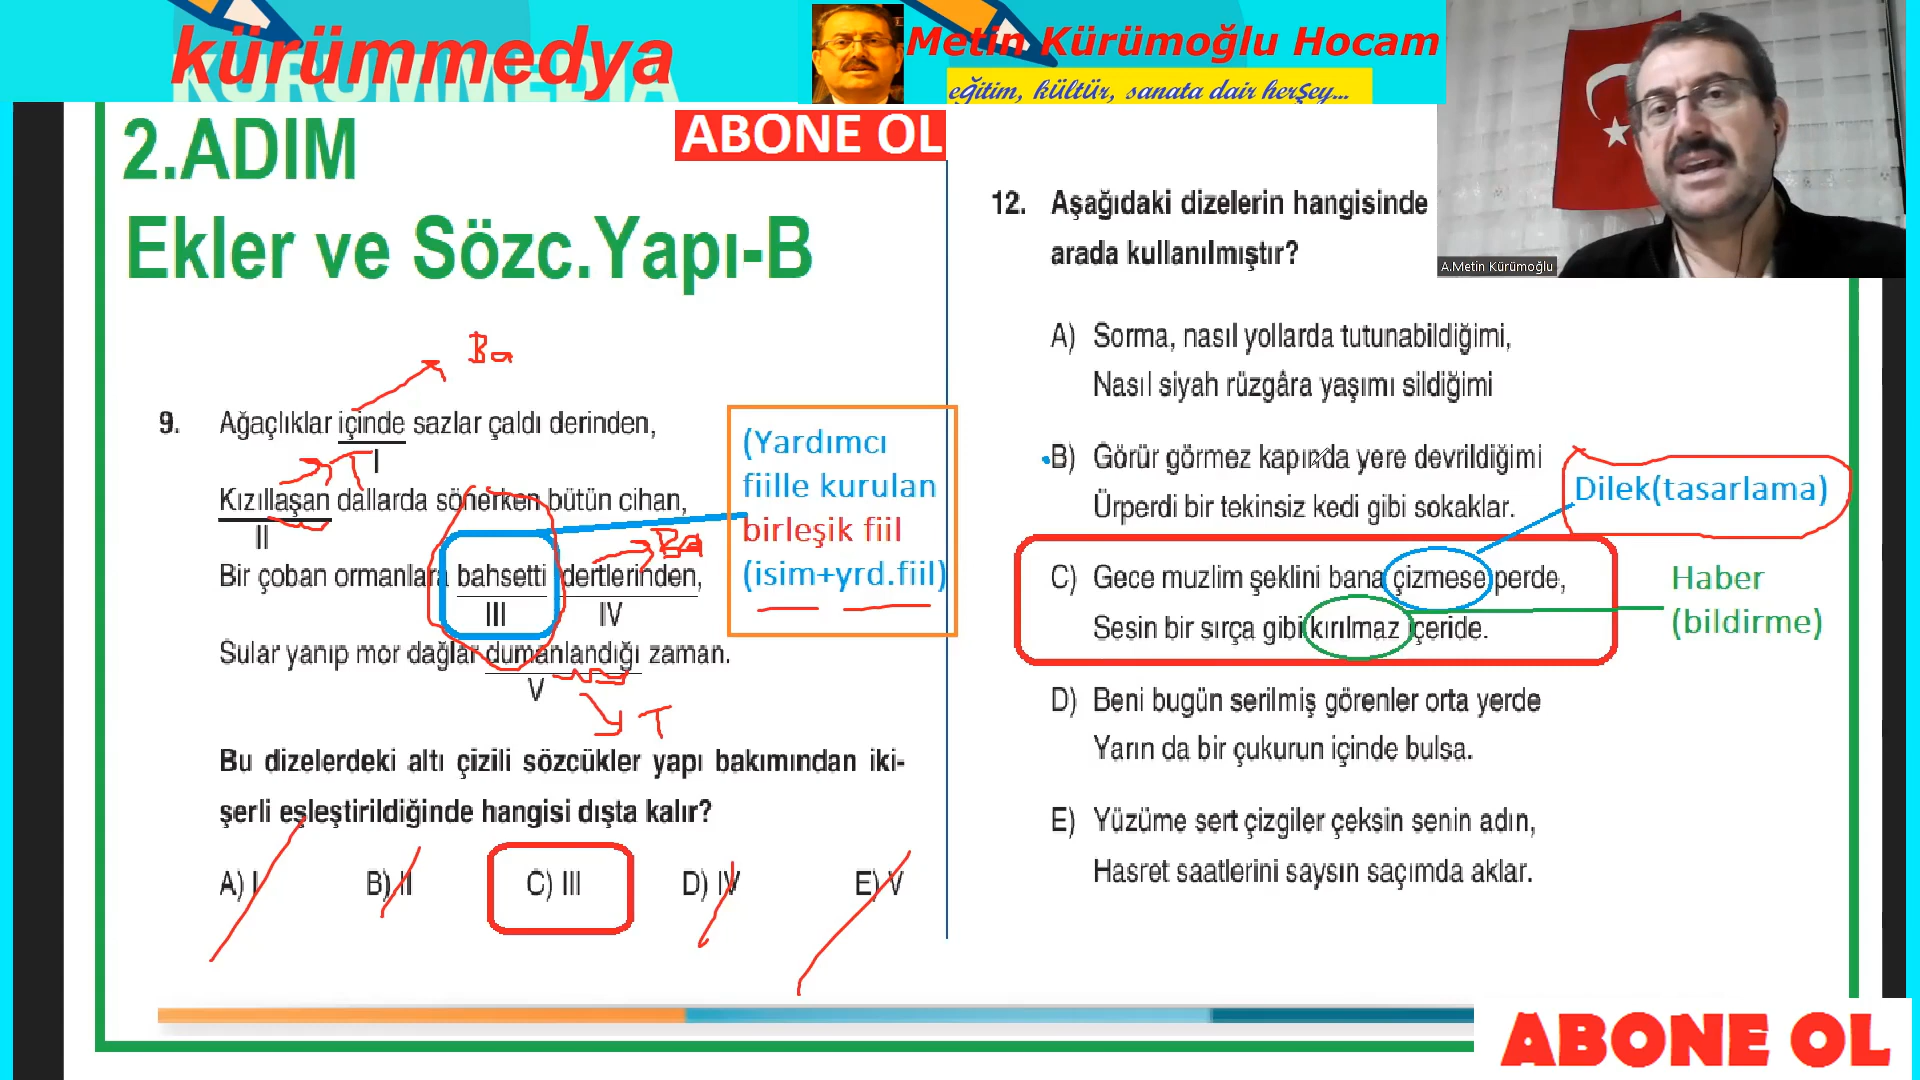 kürümmedya
KURUMMEDIA
Metin Kürümoğlu Hocam
eğitim, kültür, sanata dair herşey...
A.Metin Kürümoğlu
2.ADIM
ABONE OL
Ekler ve Sözc.Yapı-B
Ba
9. Ağaçlıklar içinde sazlar çaldı derinden,
I
T
Kızıllaşan dallarda sönerken bütün cihan,
II
Ba
Bir çoban ormanlara bahsetti dertlerinden,
III IV
Sular yanıp mor dağlar dumanlandığı zaman.
V
T
(Yardımcı
fiille kurulan
birleşik fiil
(isim+yrd.fiil)
Bu dizelerdeki altı çizili sözcükler yapı bakımından iki-
şerli eşleştirildiğinde hangisi dışta kalır?
A) I B) II C) III D) IV E) V
12. Aşağıdaki dizelerin hangisinde
arada kullanılmıştır?
A) Sorma, nasıl yollarda tutunabildiğimi,
Nasıl siyah rüzgâra yaşımı sildiğimi
B) Görür görmez kapında yere devrildiğimi
Ürperdi bir tekinsiz kedi gibi sokaklar.
Dilek(tasarlama)
C) Gece muzlim şeklini bana çizmese perde,
Sesin bir sırça gibi kırılmaz içeride.
Haber
(bildirme)
D) Beni bugün serilmiş görenler orta yerde
Yarın da bir çukurun içinde bulsa.
E) Yüzüme sert çizgiler çeksin senin adın,
Hasret saatlerini saysın saçımda aklar.
ABONE OL